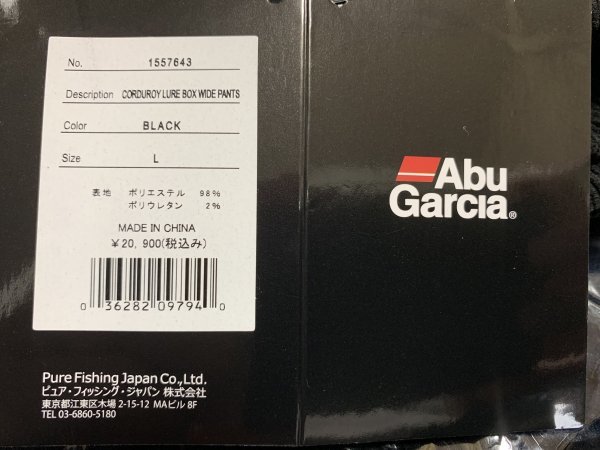 No. 1557643
Description CORDUROY LURE BOX WIDE PANTS
Color BLACK
Size L
表地 ポリエステル 98%
ポリウレタン 2%
MADE IN CHINA
¥20,900(税込み)
0 36282 09794 0
Pure Fishing Japan Co.,Ltd.
ピュア・フィッシング・ジャパン 株式会社
東京都江東区木場 2-15-12 MAビル 8F
TEL 03-6860-5180
Abu
Garcia®